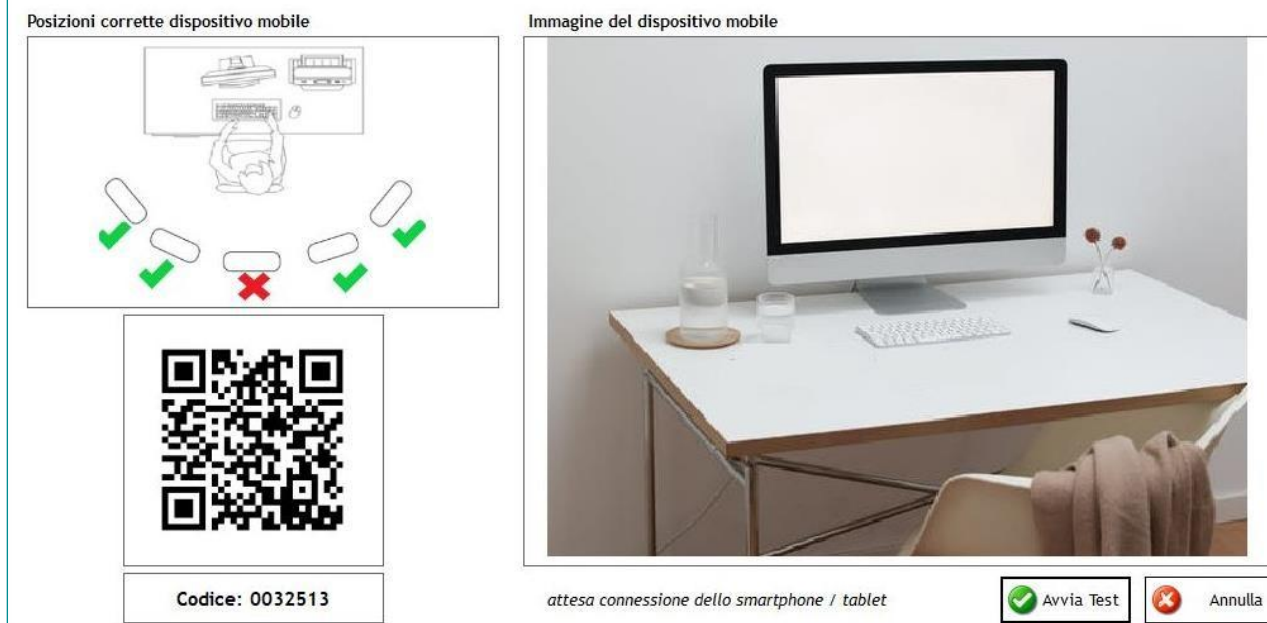 Posizioni corrette dispositivo mobile
Immagine del dispositivo mobile
Codice: 0032513
attesa connessione dello smartphone / tablet
Avvia Test
Annulla